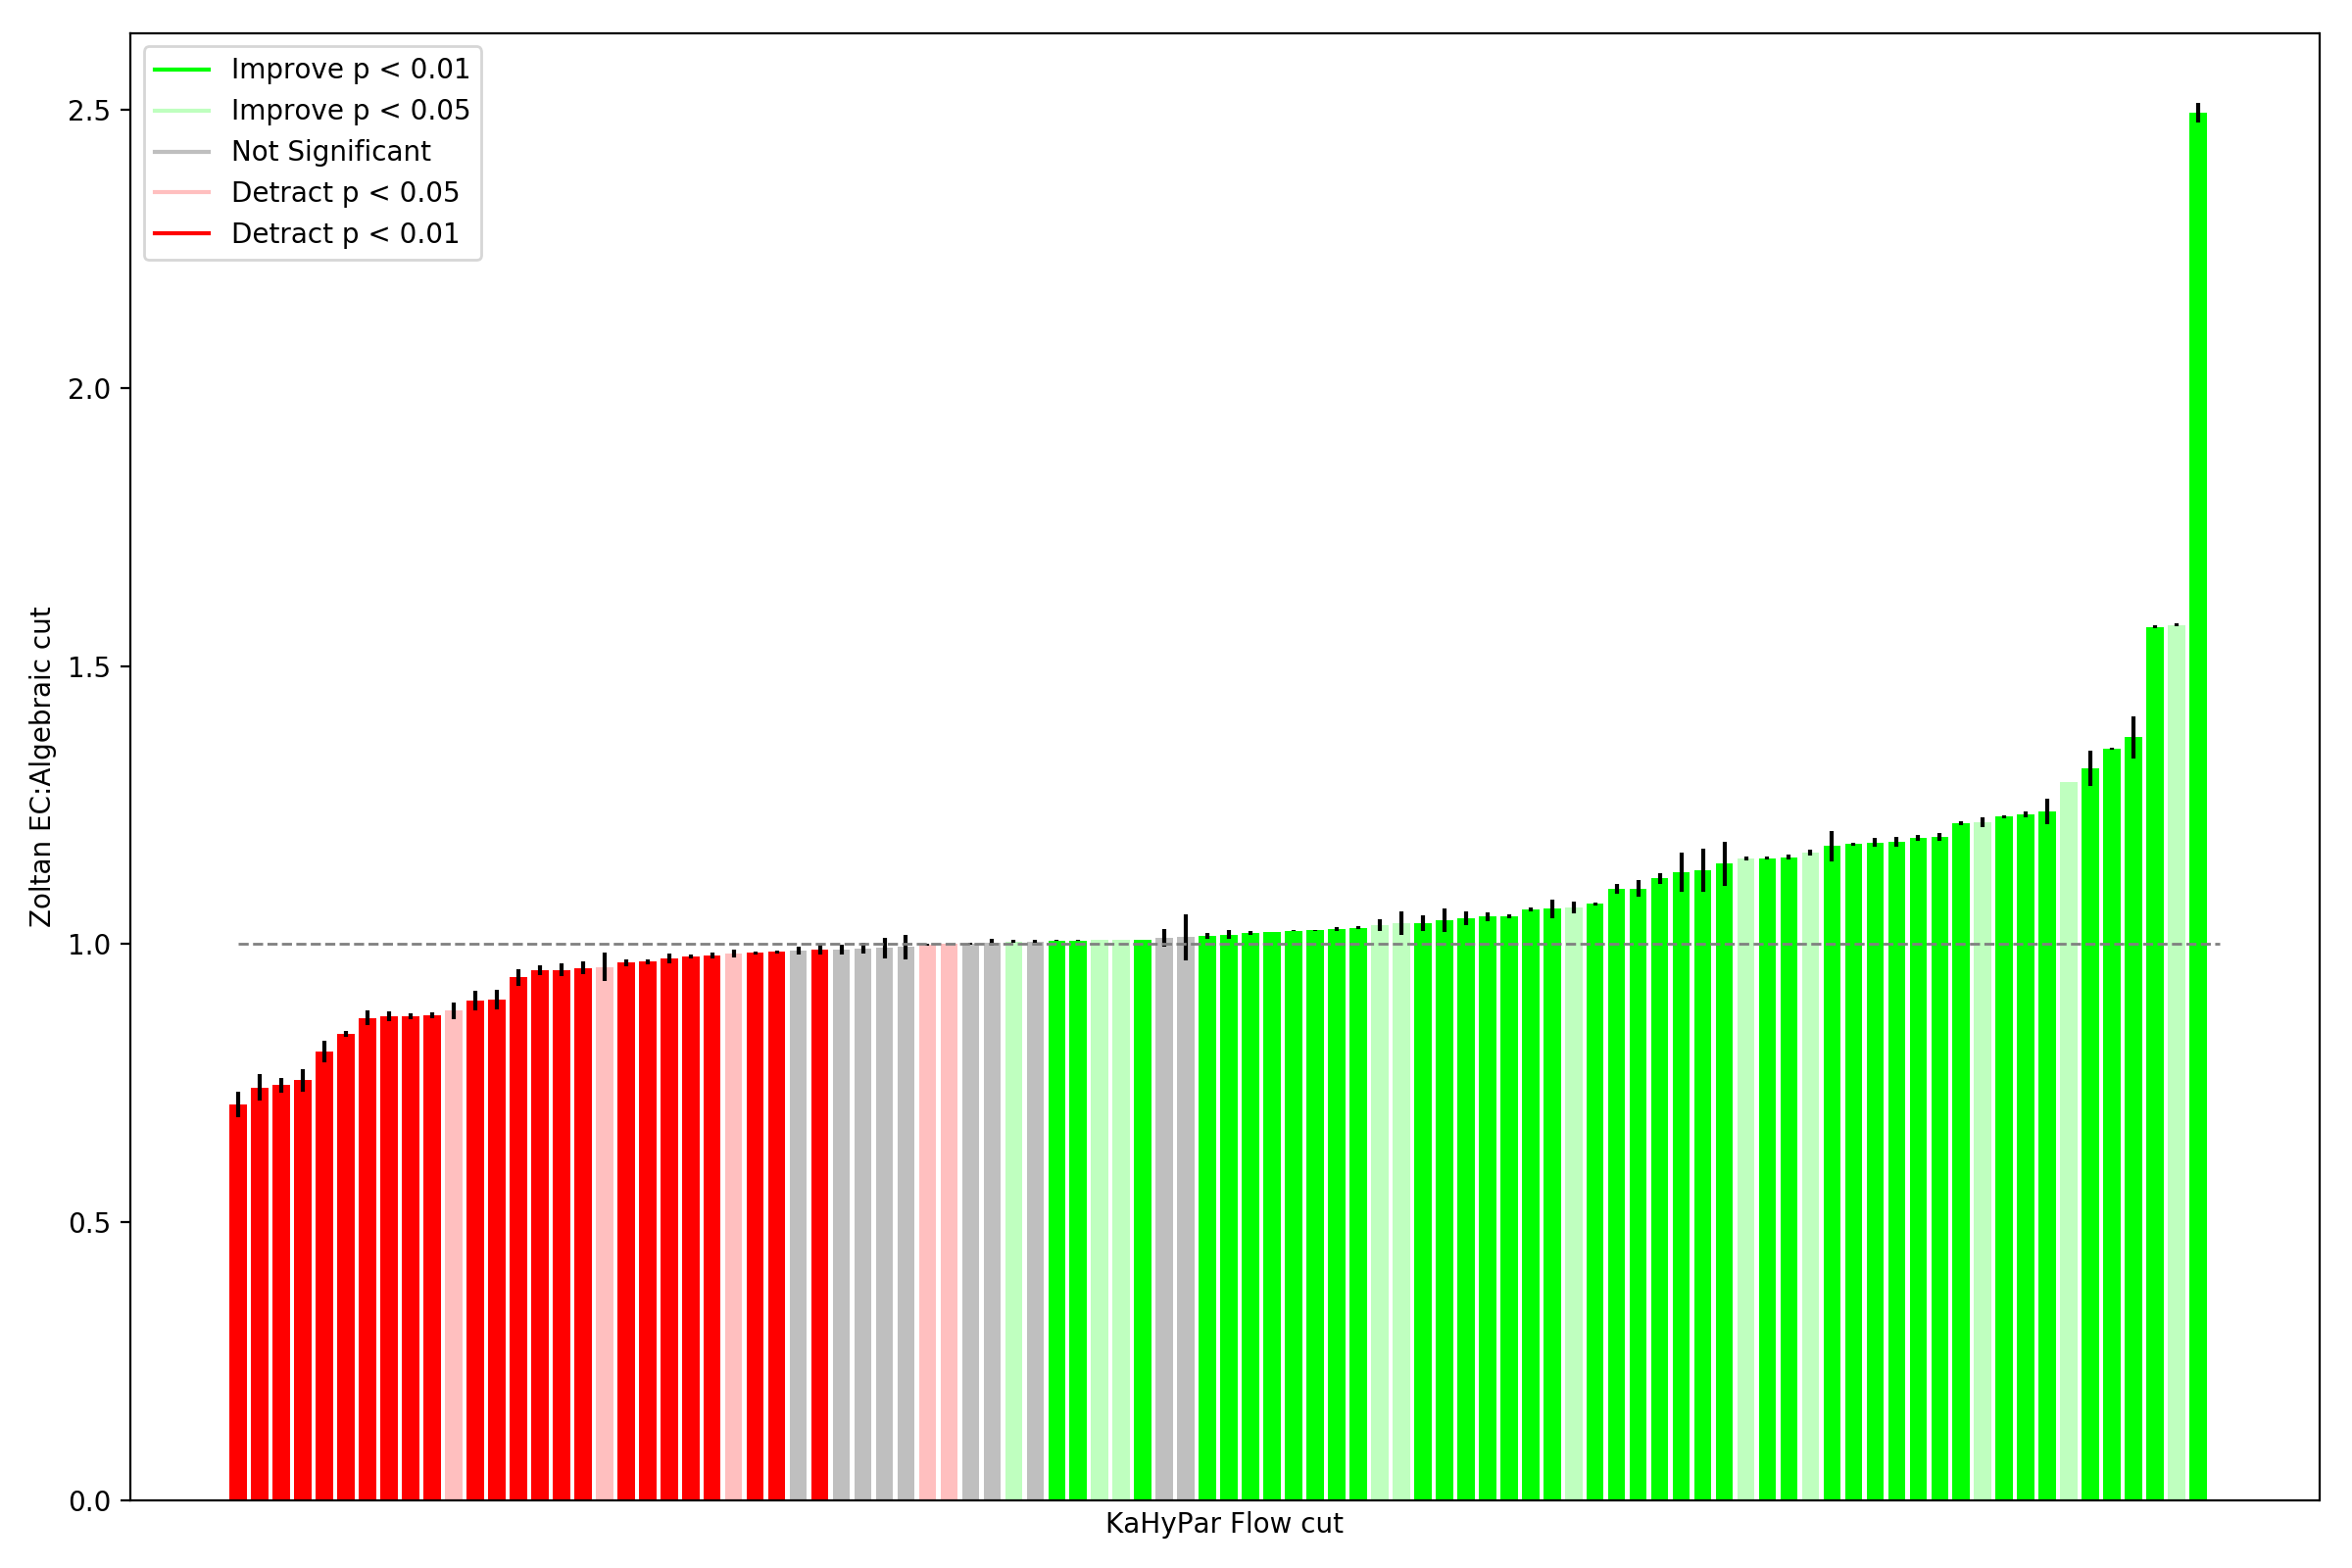 Improve p < 0.01
Improve p < 0.05
Not Significant
Detract p < 0.05
Detract p < 0.01
2.5
2.0
1.5
1.0
0.5
0.0
Zoltan EC:Algebraic cut
KaHyPar Flow cut